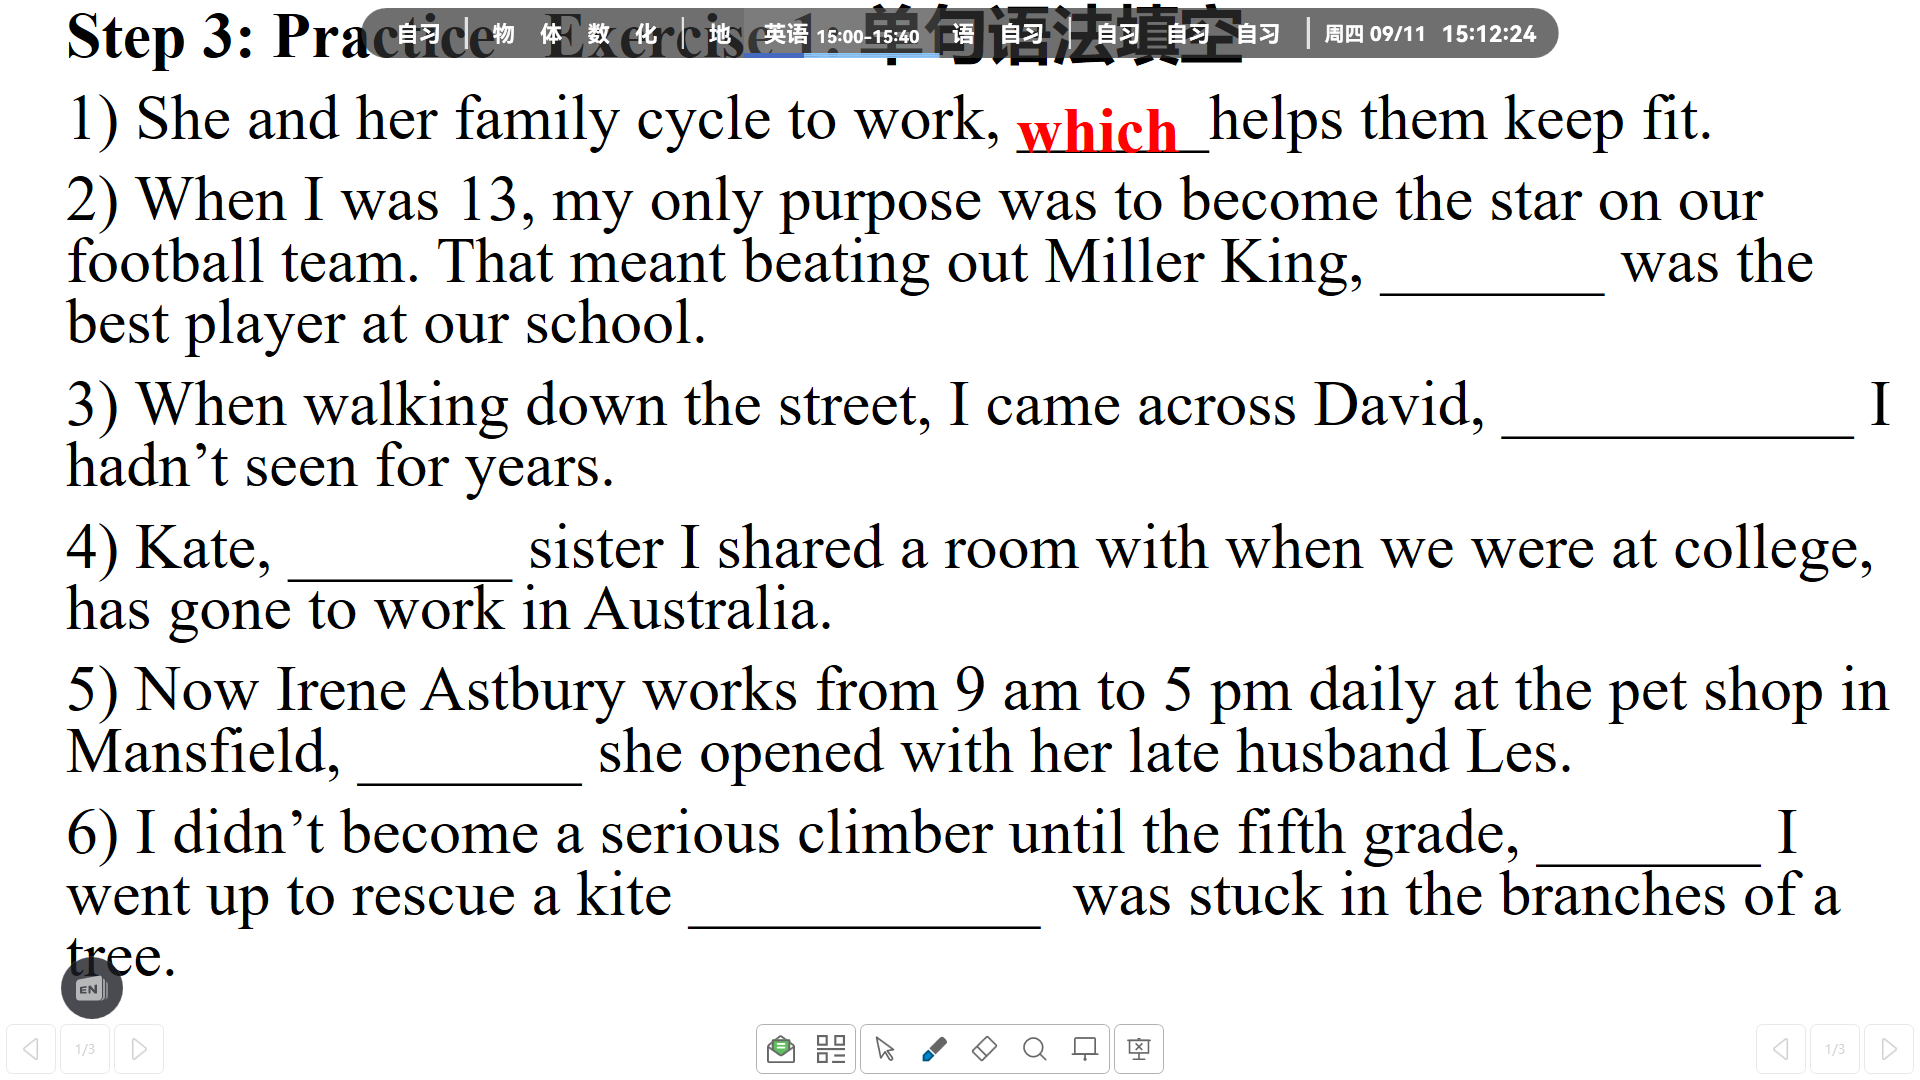 Step 3: Practice Exercise 1: 单句语法填空
自习 物 体 数 化 地 英语 15:00-15:40 语 自习 自习 自习 自习 周四 09/11 15:12:24
1) She and her family cycle to work, which helps them keep fit.
2) When I was 13, my only purpose was to become the star on our
football team. That meant beating out Miller King, ________ was the
best player at our school.
3) When walking down the street, I came across David, ____________ I
hadn’t seen for years.
4) Kate, ________ sister I shared a room with when we were at college,
has gone to work in Australia.
5) Now Irene Astbury works from 9 am to 5 pm daily at the pet shop in
Mansfield, ________ she opened with her late husband Les.
6) I didn’t become a serious climber until the fifth grade, ________ I
went up to rescue a kite ____________ was stuck in the branches of a
tree.
EN
1/3
1/3